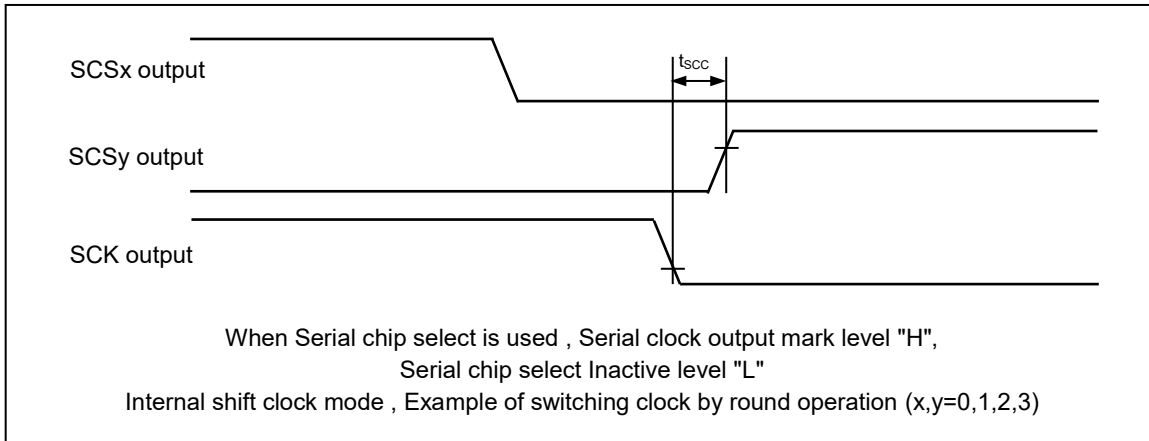 SCSx output
tSCC
SCSy output
SCK output
When Serial chip select is used , Serial clock output mark level "H",
Serial chip select Inactive level "L"
Internal shift clock mode , Example of switching clock by round operation (x,y=0,1,2,3)